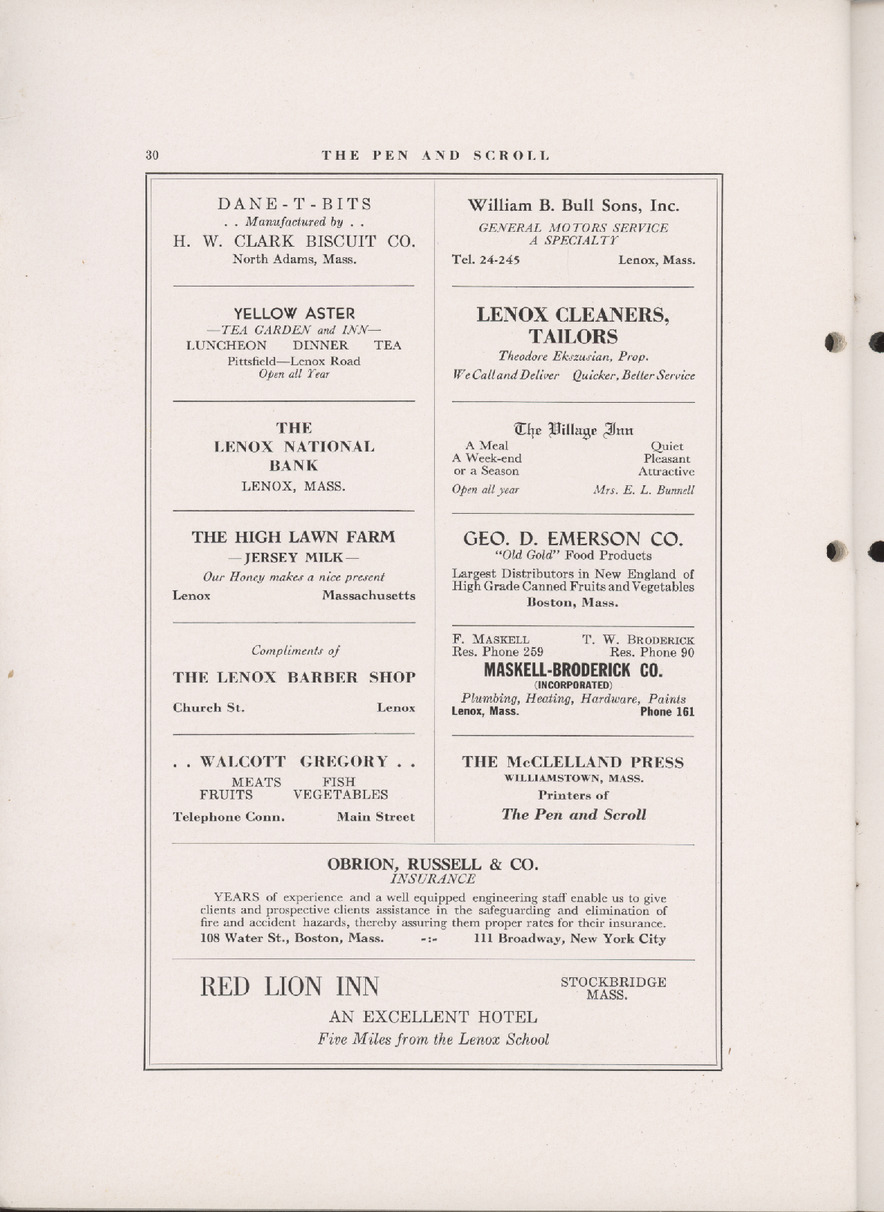 30
THE PEN AND SCROLL
DANE-T-BITS
. . Manufactured by . .
H. W. CLARK BISCUIT CO.
North Adams, Mass.
YELLOW ASTER
—TEA GARDEN and INN—
LUNCHEON DINNER TEA
Pittsfield—Lenox Road
Open all Year
THE
LENOX NATIONAL
BANK
LENOX, MASS.
THE HIGH LAWN FARM
—JERSEY MILK—
Our Honey makes a nice present
Lenox Massachusetts
Compliments of
THE LENOX BARBER SHOP
Church St. Lenox
. . WALCOTT GREGORY . .
MEATS FISH
FRUITS VEGETABLES
Telephone Conn. Main Street
William B. Bull Sons, Inc.
GENERAL MOTORS SERVICE
A SPECIALTY
Tel. 24-245 Lenox, Mass.
LENOX CLEANERS,
TAILORS
Theodore Ekszusian, Prop.
We Call and Deliver Quicker, Better Service
The Village Inn
A Meal Quiet
A Week-end Pleasant
or a Season Attractive
Open all year Mrs. E. L. Bunnell
GEO. D. EMERSON CO.
"Old Gold" Food Products
Largest Distributors in New England of
High Grade Canned Fruits and Vegetables
Boston, Mass.
F. MASKELL T. W. BRODERICK
Res. Phone 259 Res. Phone 90
MASKELL-BRODERICK CO.
(INCORPORATED)
Plumbing, Heating, Hardware, Paints
Lenox, Mass. Phone 161
THE McCLELLAND PRESS
WILLIAMSTOWN, MASS.
Printers of
The Pen and Scroll
OBRION, RUSSELL & CO.
INSURANCE
YEARS of experience and a well equipped engineering staff enable us to give
clients and prospective clients assistance in the safeguarding and elimination of
fire and accident hazards, thereby assuring them proper rates for their insurance.
108 Water St., Boston, Mass. -:- 111 Broadway, New York City
RED LION INN STOCKBRIDGE
MASS.
AN EXCELLENT HOTEL
Five Miles from the Lenox School